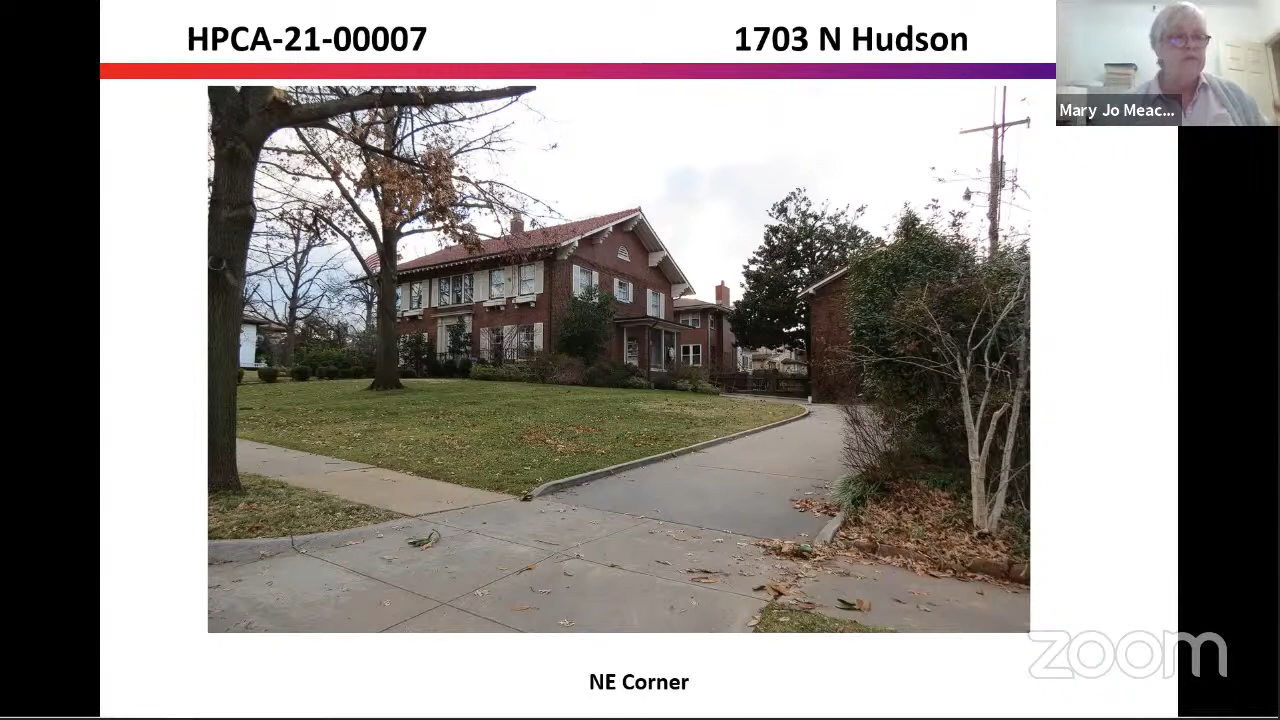 HPCA-21-00007
1703 N Hudson
Mary Jo Meac...
NE Corner
zoom